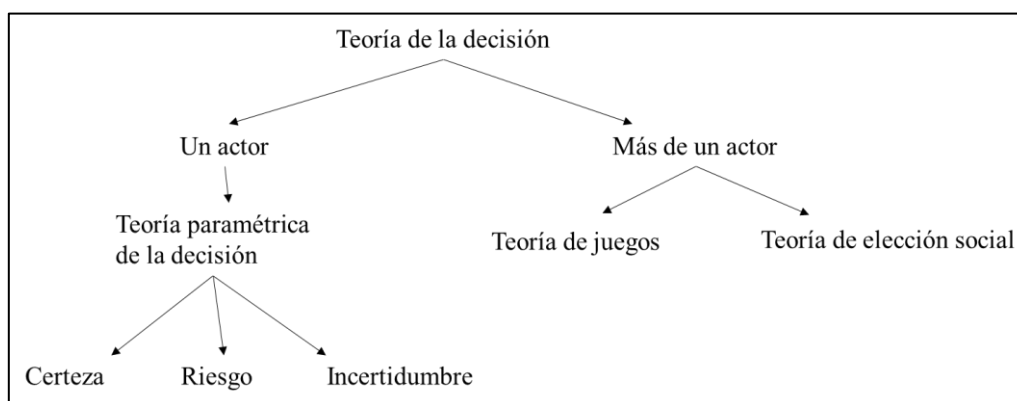 Teoría de la decisión
Un actor
Más de un actor
Teoría paramétrica
de la decisión
Teoría de juegos
Teoría de elección social
Certeza
Riesgo
Incertidumbre